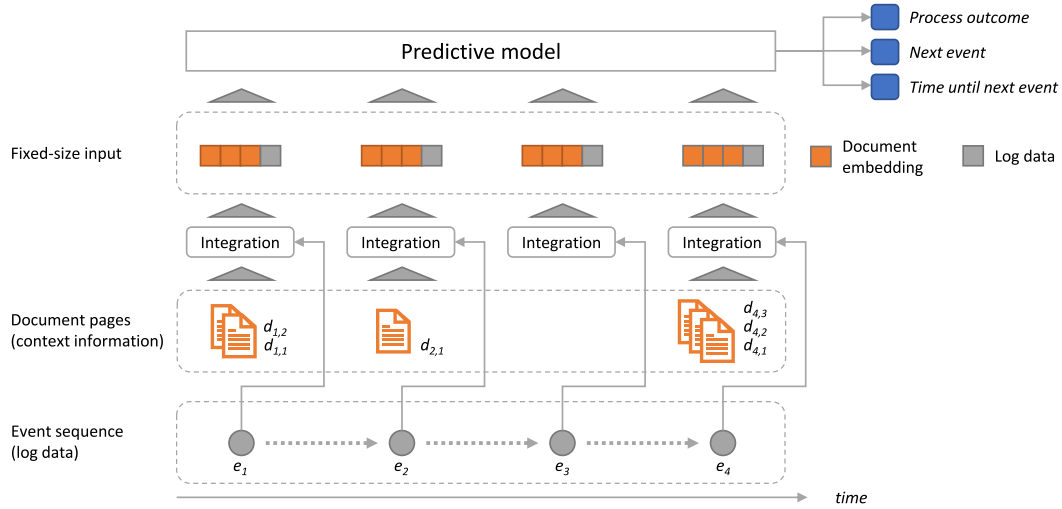 Process outcome
Predictive model
Next event
Time until next event
Fixed-size input
Document
embedding
Log data
Integration
Integration
Integration
Integration
Document pages
(context information)
d1,2
d1,1
d2,1
d4,3
d4,2
d4,1
Event sequence
(log data)
e1
e2
e3
e4
time